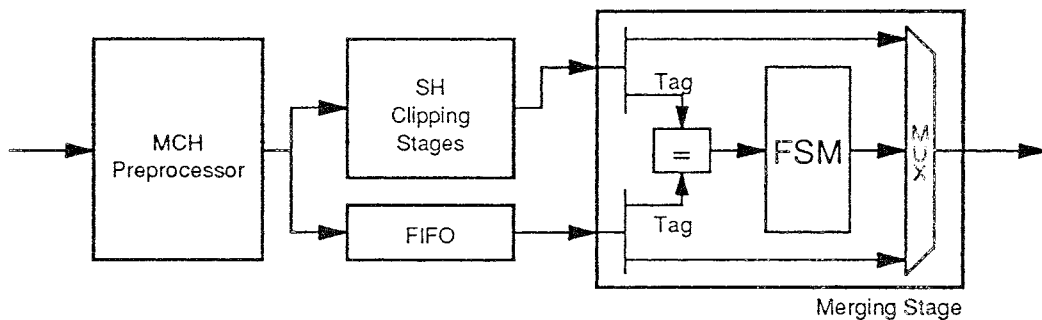 MCH
Preprocessor
SH
Clipping
Stages
FIFO
Tag
=
Tag
FSM
MUX
Merging Stage